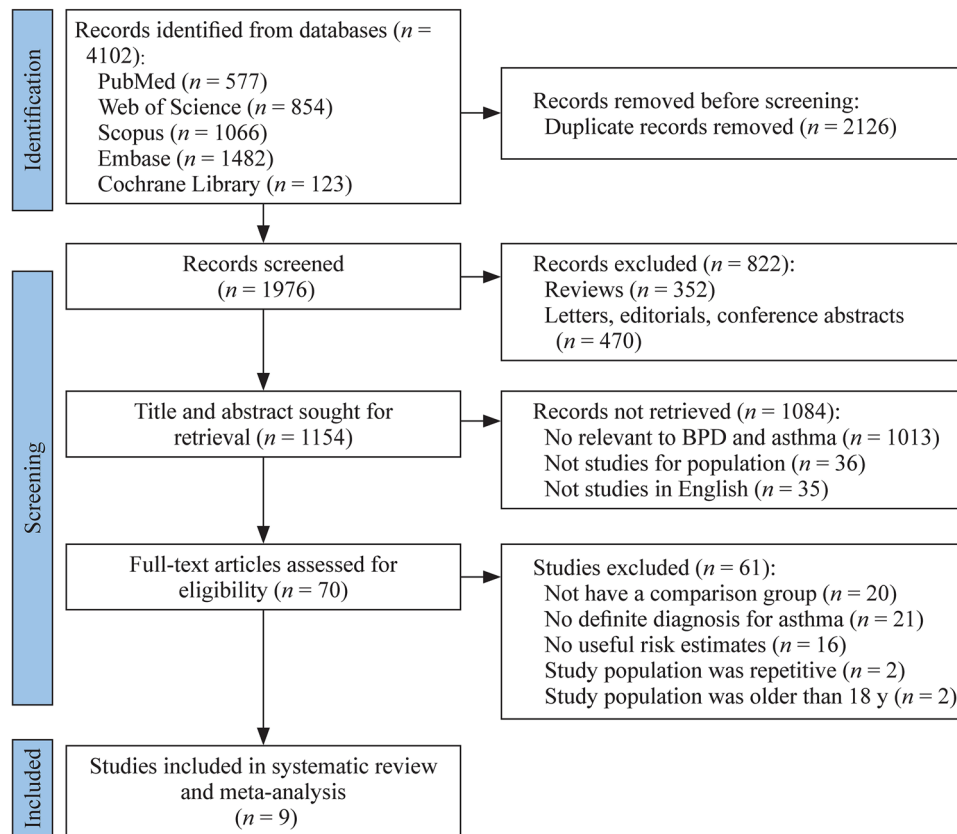 Identification
Records identified from databases (n =
4102):
PubMed (n = 577)
Web of Science (n = 854)
Scopus (n = 1066)
Embase (n = 1482)
Cochrane Library (n = 123)
Records removed before screening:
Duplicate records removed (n = 2126)
Screening
Records screened
(n = 1976)
Records excluded (n = 822):
Reviews (n = 352)
Letters, editorials, conference abstracts
(n = 470)
Title and abstract sought for
retrieval (n = 1154)
Records not retrieved (n = 1084):
No relevant to BPD and asthma (n = 1013)
Not studies for population (n = 36)
Not studies in English (n = 35)
Full-text articles assessed for
eligibility (n = 70)
Studies excluded (n = 61):
Not have a comparison group (n = 20)
No definite diagnosis for asthma (n = 21)
No useful risk estimates (n = 16)
Study population was repetitive (n = 2)
Study population was older than 18 y (n = 2)
Included
Studies included in systematic review
and meta-analysis
(n = 9)